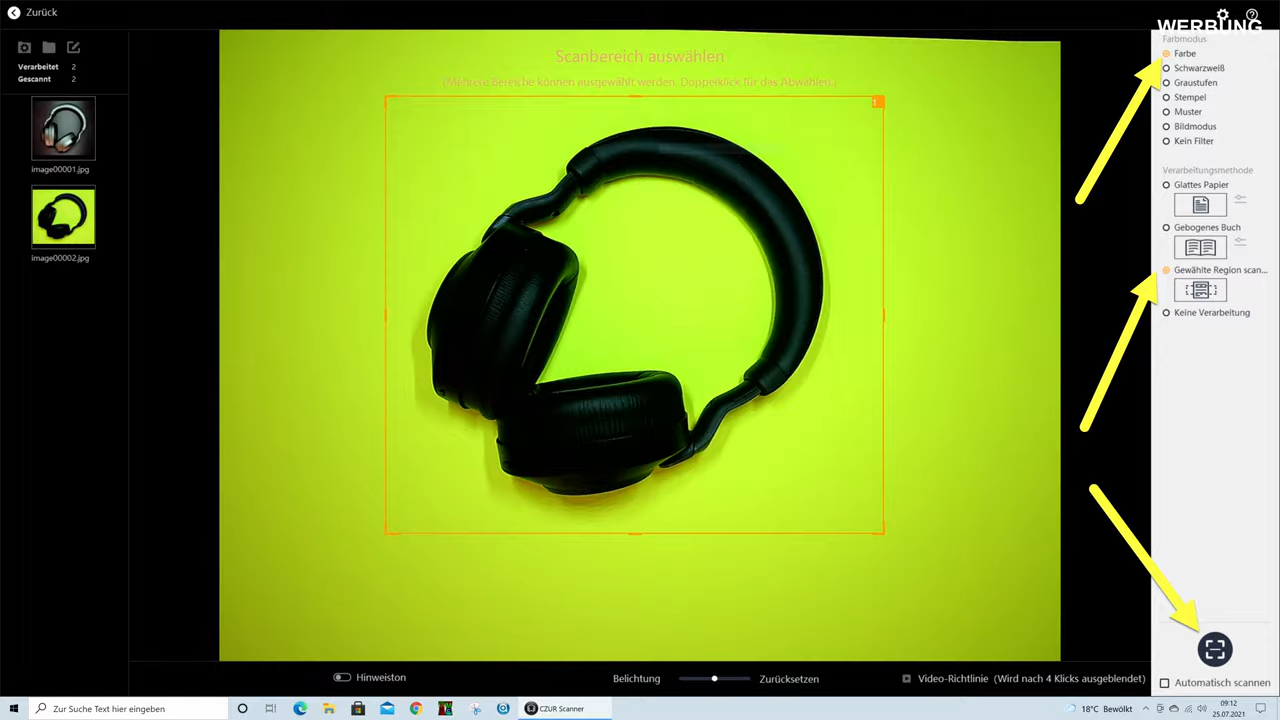 Zurück
WERBUNG
Verarbeitet 2
Gescannt 2
image00001.jpg
image00002.jpg
Scanbereich auswählen
(Mehrere Bereiche können ausgewählt werden. Doppelklick für das Abwählen.)
1
Farbmodus
Farbe
Schwarzweiß
Graustufen
Stempel
Muster
Bildmodus
Kein Filter
Verarbeitungsmethode
Glattes Papier
Gebogenes Buch
Gewählte Region scan...
Keine Verarbeitung
Automatisch scannen
Hinweiston
Belichtung
Zurücksetzen
Video-Richtlinie (Wird nach 4 Klicks ausgeblendet)
Zur Suche Text hier eingeben
CZUR Scanner
18°C Bewölkt
09:12
25.07.2021